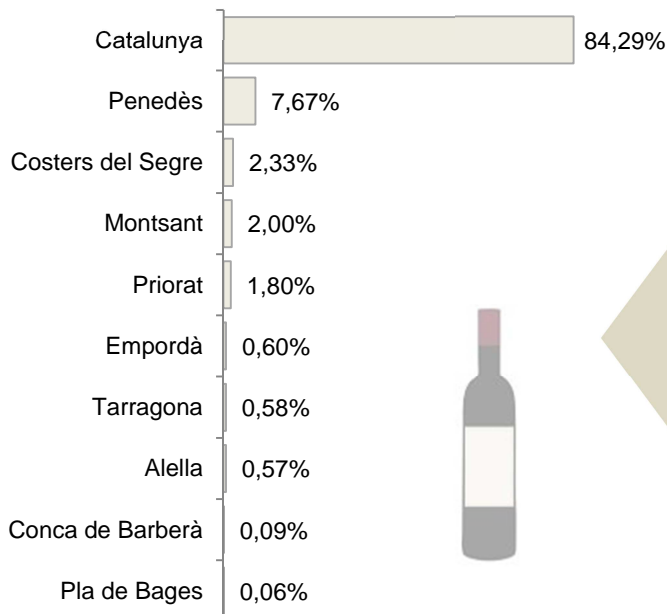 Catalunya 84,29%
Penedès 7,67%
Costers del Segre 2,33%
Montsant 2,00%
Priorat 1,80%
Empordà 0,60%
Tarragona 0,58%
Alella 0,57%
Conca de Barberà 0,09%
Pla de Bages 0,06%